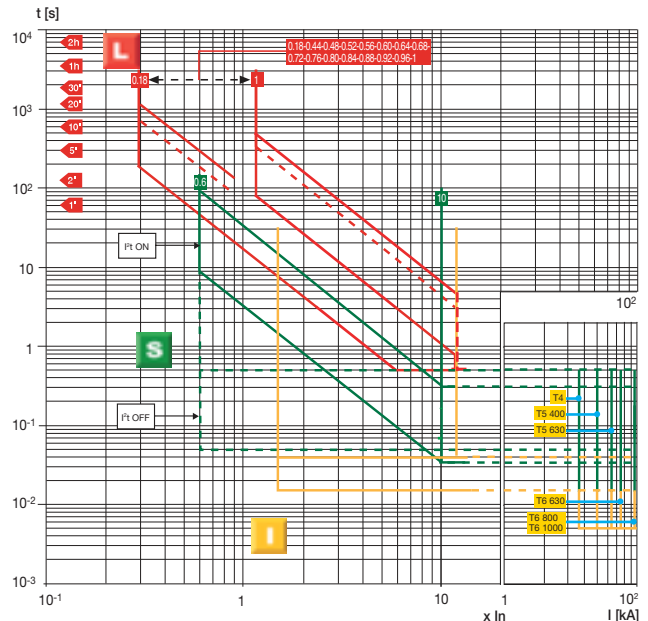 t [s]
10⁴
2h
L
0.18-0.44-0.48-0.52-0.56-0.60-0.64-0.68-
0.72-0.76-0.80-0.84-0.88-0.92-0.96-1
1h
0.18
1
30'
20'
10³
10'
5'
10²
2'
0.6
10
1'
I²t ON
10
10²
1
S
T4
I²t OFF
T5 400
T5 630
10⁻¹
10⁻²
T6 630
T6 800
T6 1000
I
10⁻³
10⁻¹
1
10
1
10²
x In
I [kA]